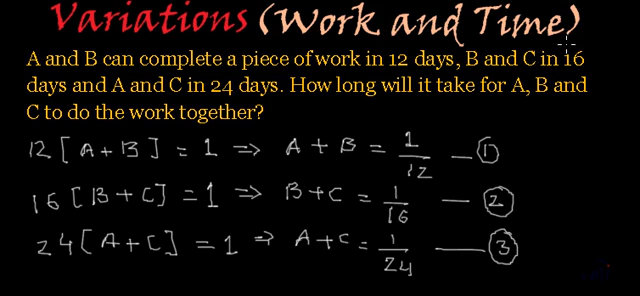 Variations (Work and Time)
A and B can complete a piece of work in 12 days, B and C in 16
days and A and C in 24 days. How long will it take for A, B and
C to do the work together?
12 [ A + B ] = 1 ⇒ A + B = 1/12 — ①
16 [ B + C ] = 1 ⇒ B + C = 1/16 — ②
24 [ A + C ] = 1 ⇒ A + C = 1/24 — ③